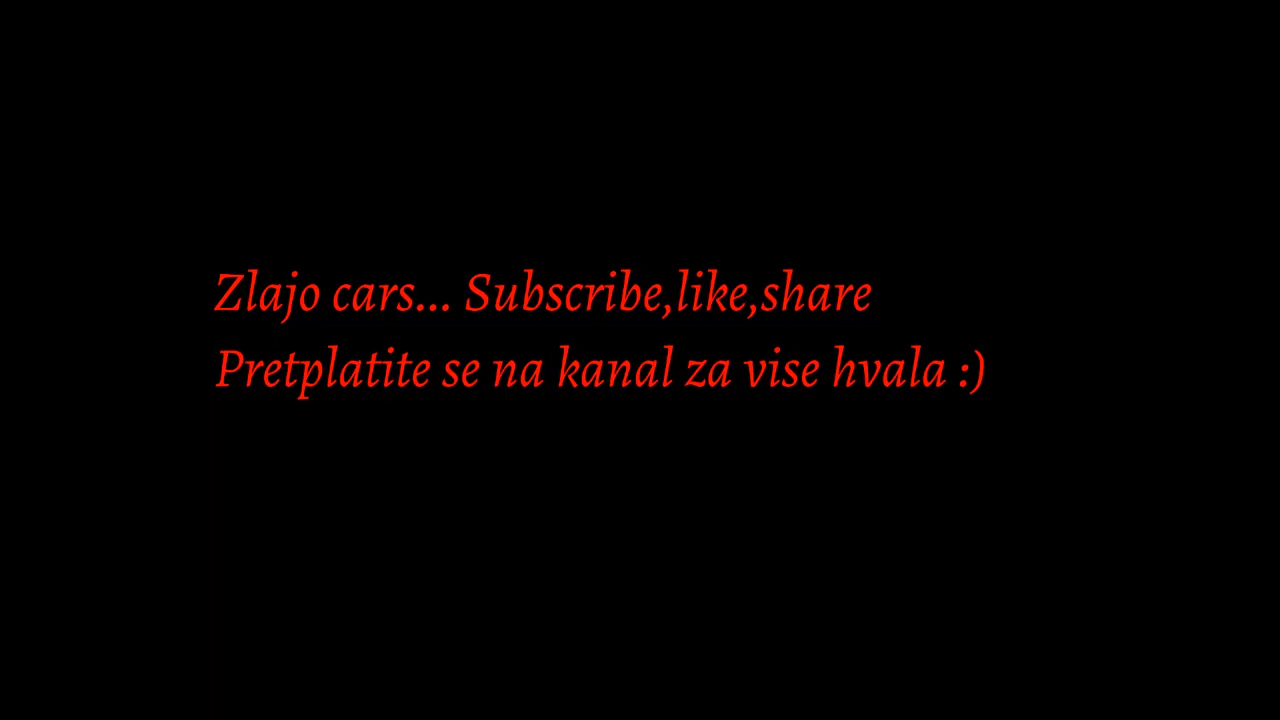 Zlajo cars... Subscribe,like,share
Pretplatite se na kanal za vise hvala :)